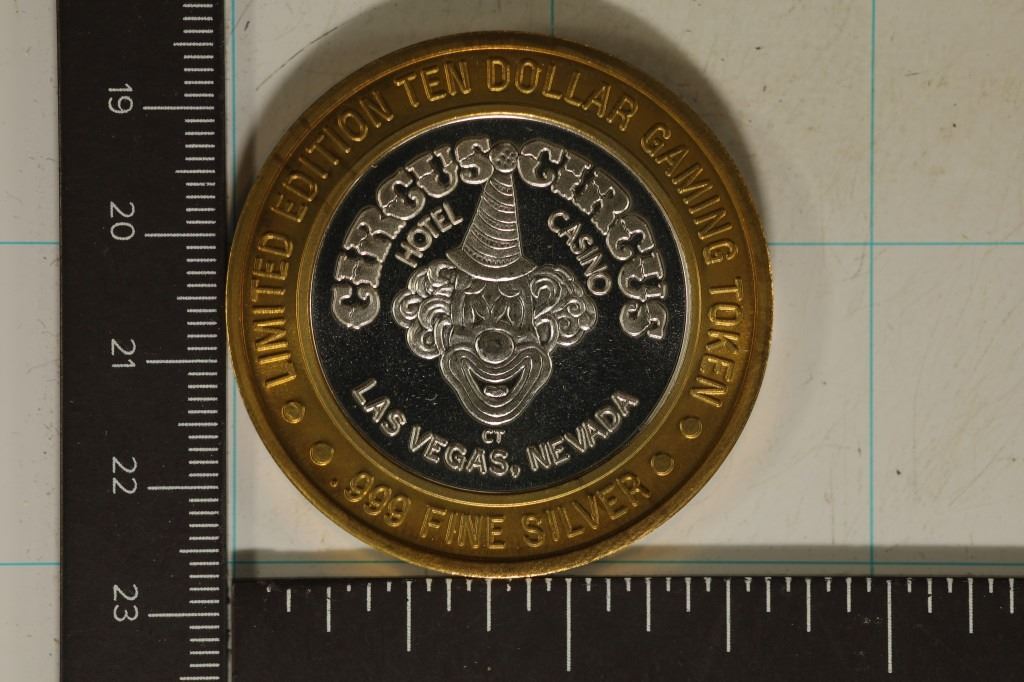 LIMITED EDITION TEN DOLLAR GAMING TOKEN
.999 FINE SILVER
CIRCUS CIRCUS
HOTEL CASINO
CT
LAS VEGAS, NEVADA
19
20
21
22
23